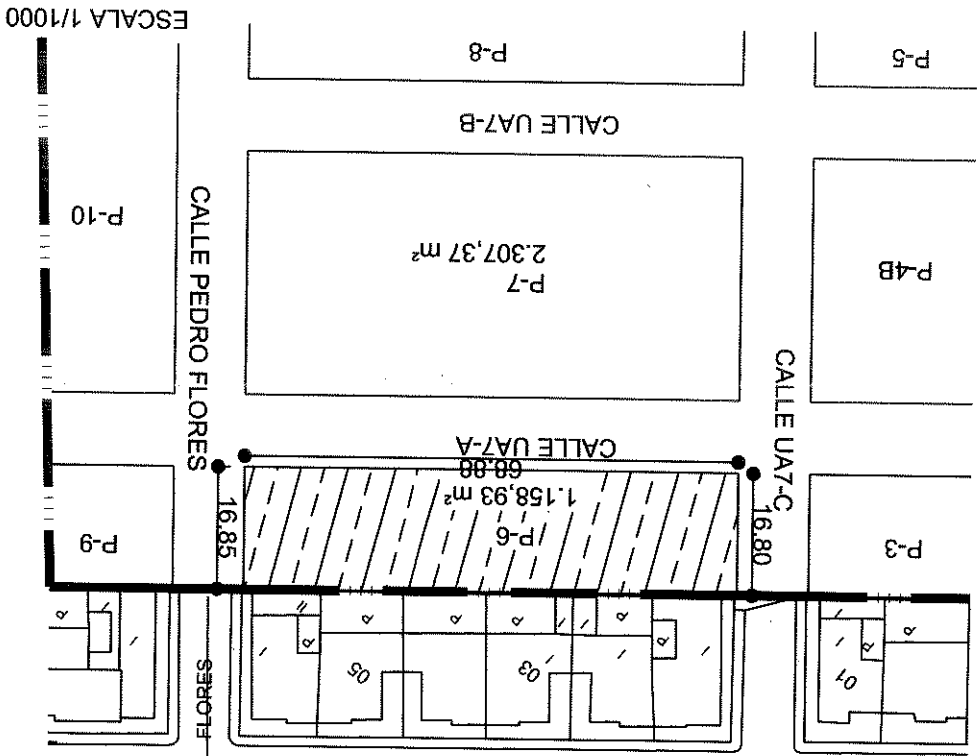 FLORES
01
03
05
P
P
P
P
P
P
P
P-3
16.80
P-6
1.158,93 m²
68.88
16.85
P-9
CALLE UA7-A
CALLE UA7-C
CALLE PEDRO FLORES
P-4B
P-7
2.307,37 m²
P-10
CALLE UA7-B
P-5
P-8
ESCALA 1/1000